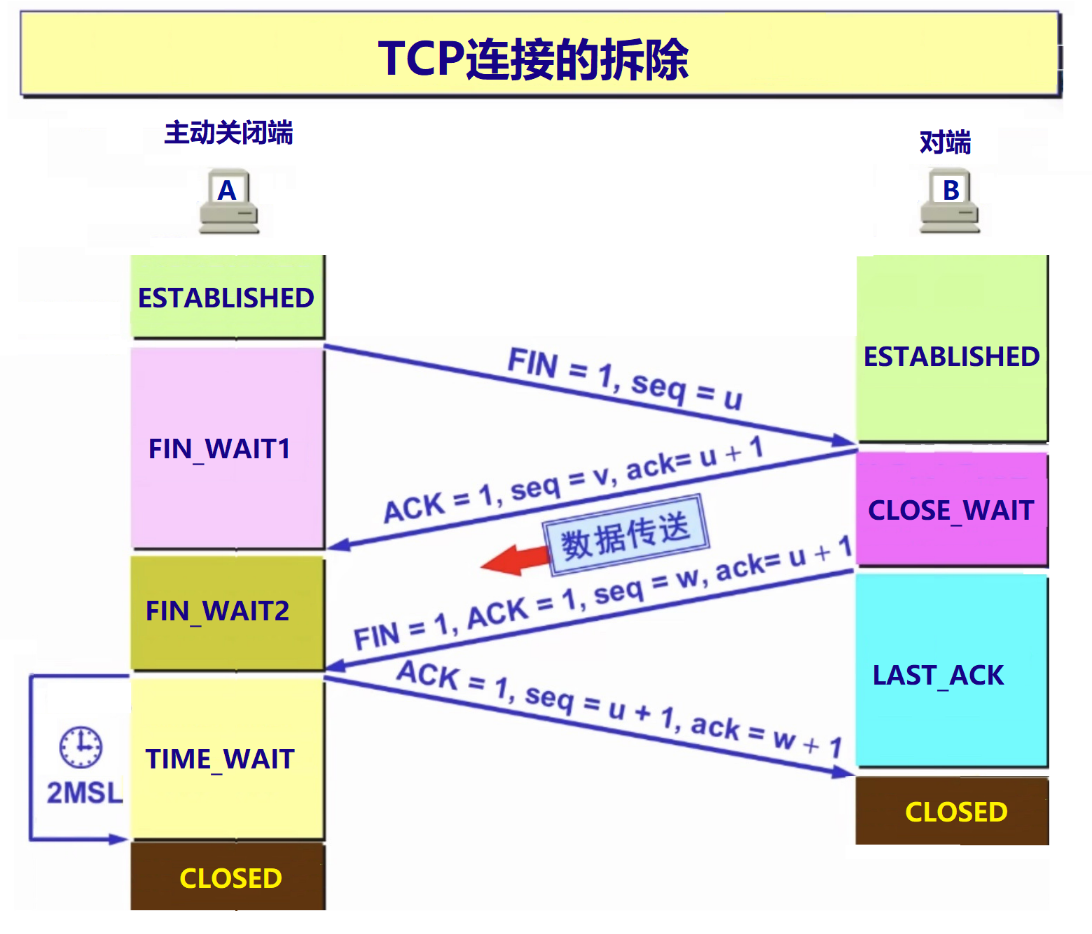 TCP连接的拆除
主动关闭端
对端
A
B
ESTABLISHED
ESTABLISHED
FIN = 1, seq = u
FIN_WAIT1
ACK = 1, seq = v, ack= u + 1
CLOSE_WAIT
数据传送
FIN = 1, ACK = 1, seq = w, ack= u + 1
FIN_WAIT2
LAST_ACK
ACK = 1, seq = u + 1, ack = w + 1
TIME_WAIT
2MSL
CLOSED
CLOSED